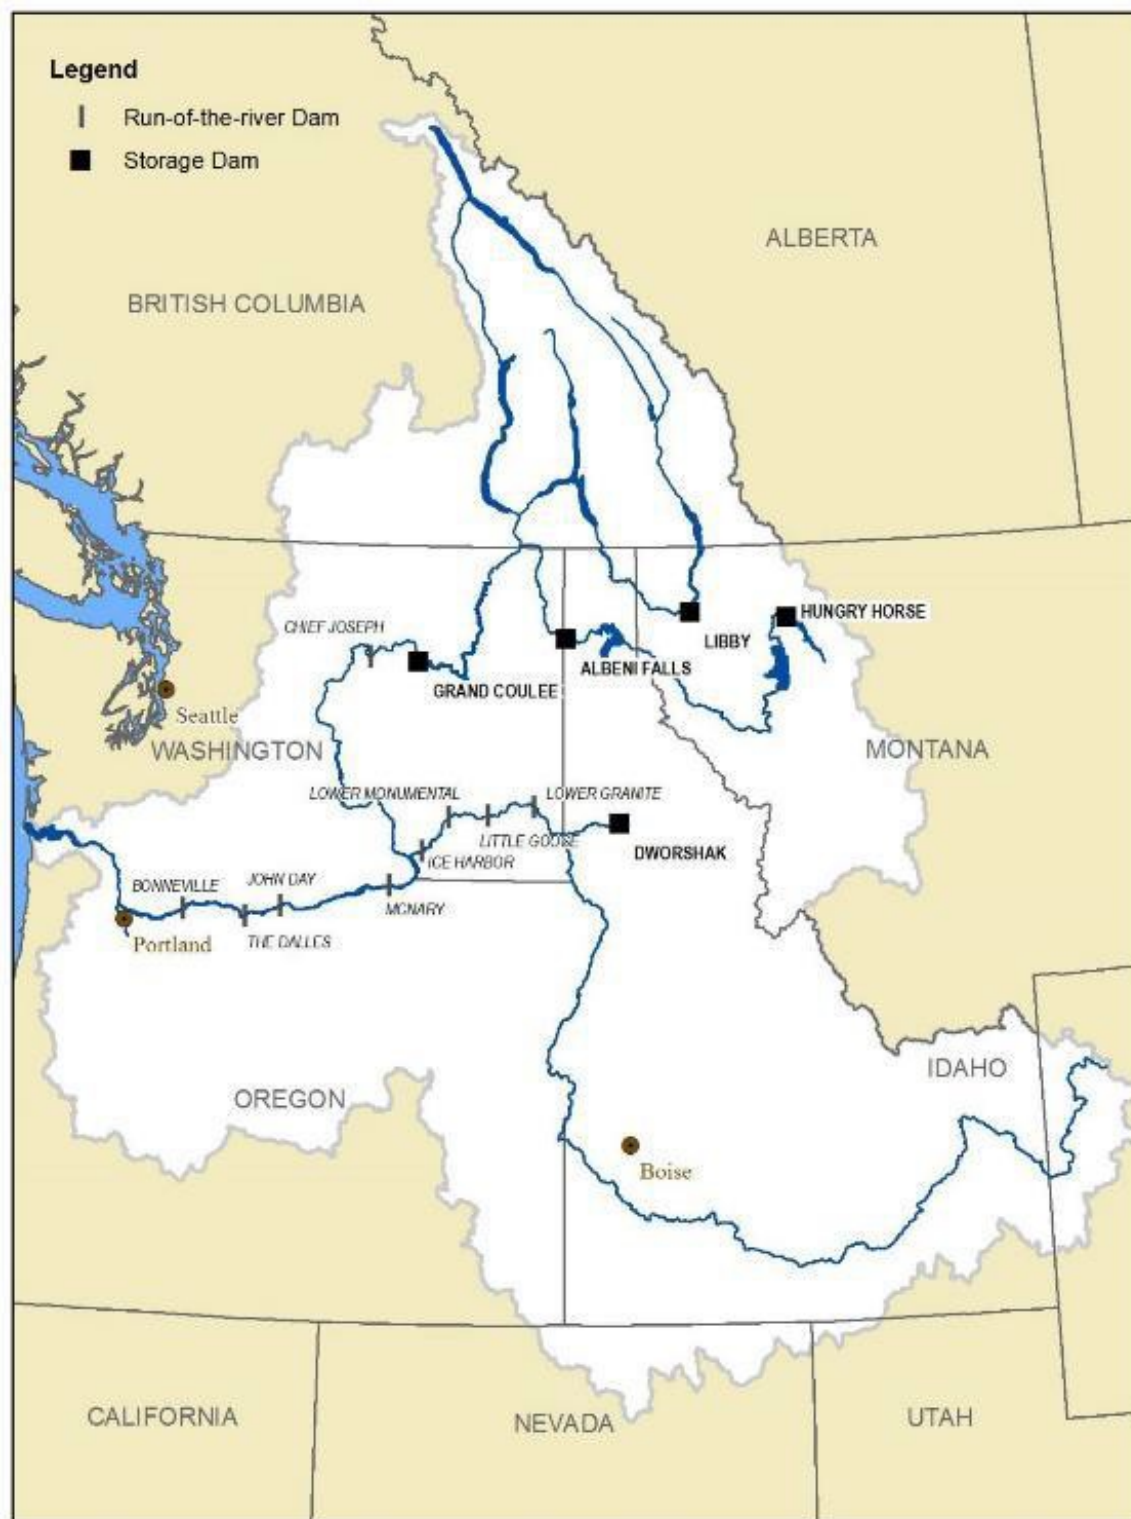 Legend
Run-of-the-river Dam
Storage Dam
ALBERTA
BRITISH COLUMBIA
HUNGRY HORSE
CHIEF JOSEPH
LIBBY
ALBENI FALLS
GRAND COULEE
Seattle
WASHINGTON
MONTANA
LOWER MONUMENTAL
LOWER GRANITE
LITTLE GOOSE
DWORSHAK
ICE HARBOR
JOHN DAY
BONNEVILLE
MCNARY
Portland
THE DALLES
IDAHO
OREGON
Boise
CALIFORNIA
NEVADA
UTAH